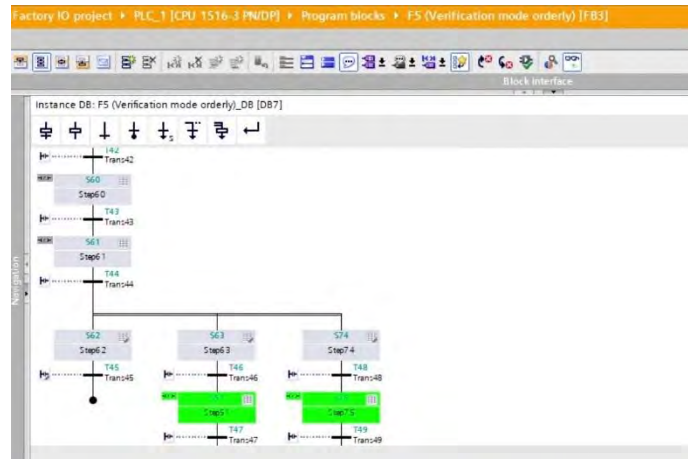 Factory IO project ▸ PLC_1 [CPU 1516-3 PN/DP] ▸ Program blocks ▸ F5 (Verification mode orderly) [FB3]
Block interface
Instance DB: F5 (Verification mode orderly)_DB [DB7]
Navigation
T42
Trans42
S60
Step60
T43
Trans43
S61
Step61
T44
Trans44
S62
Step62
S63
Step63
S74
Step74
T45
Trans45
T46
Trans46
T48
Trans48
Step51
Step75
T47
Trans47
T49
Trans49